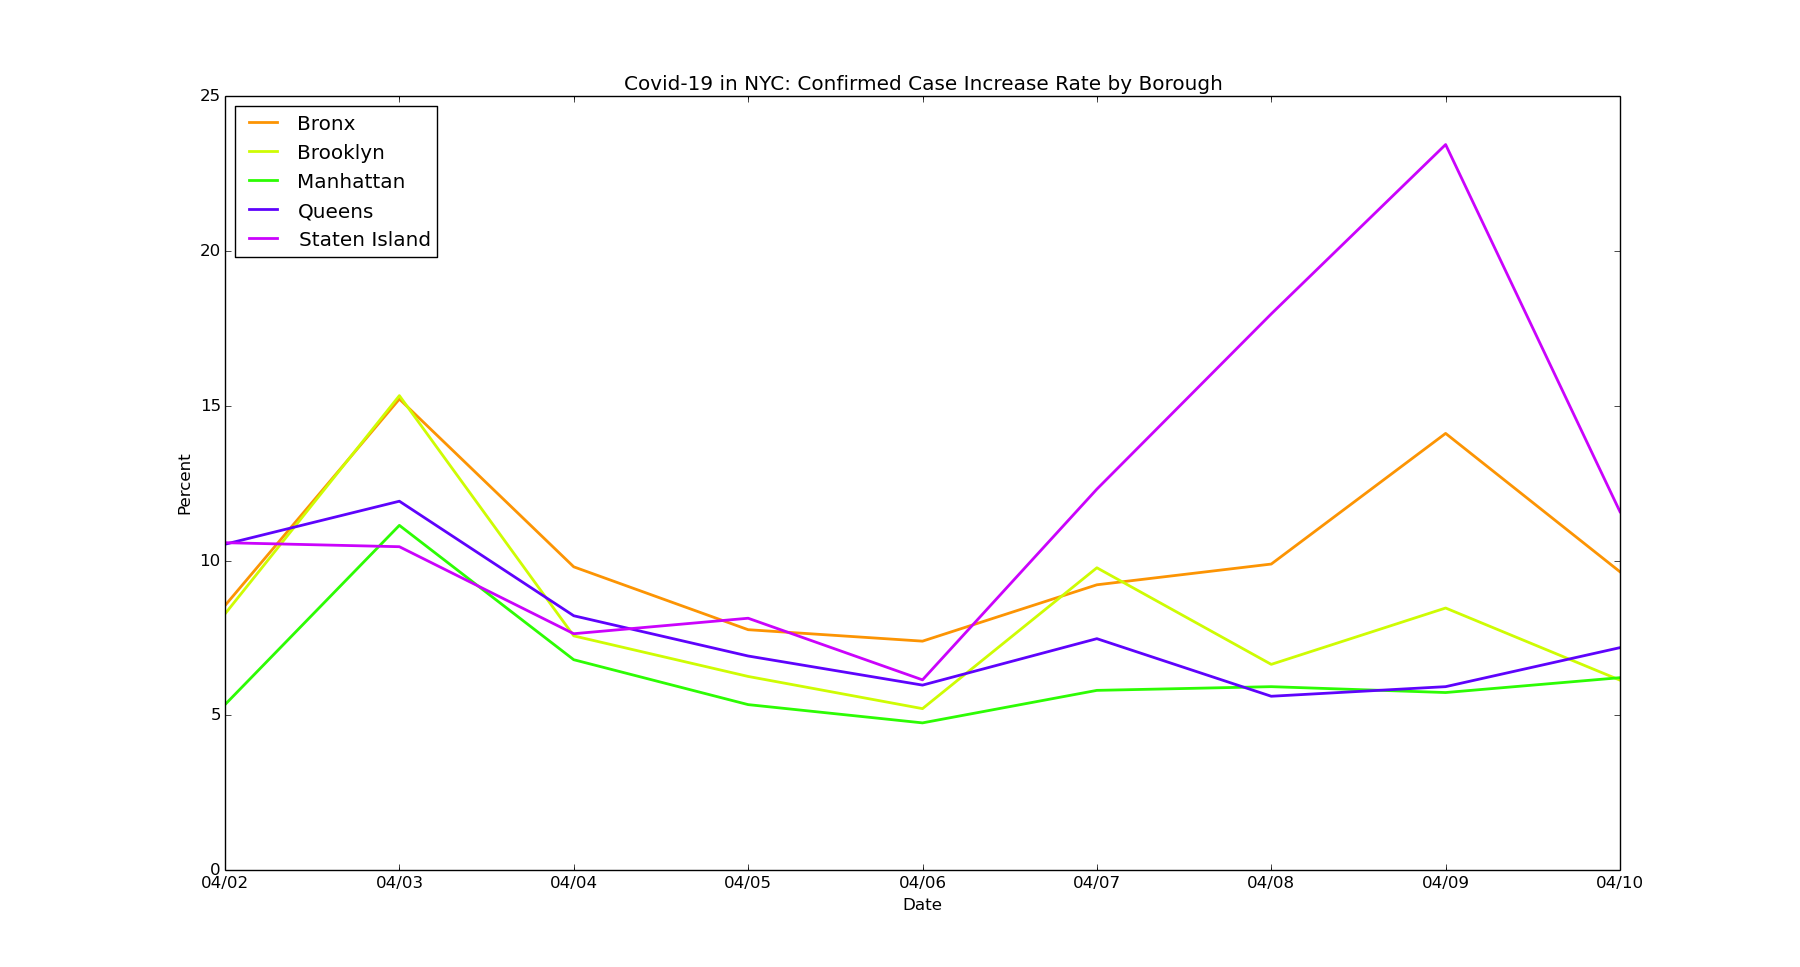 Covid-19 in NYC: Confirmed Case Increase Rate by Borough
25
20
15
10
5
0
Percent
Bronx
Brooklyn
Manhattan
Queens
Staten Island
04/02 04/03 04/04 04/05 04/06 04/07 04/08 04/09 04/10
Date